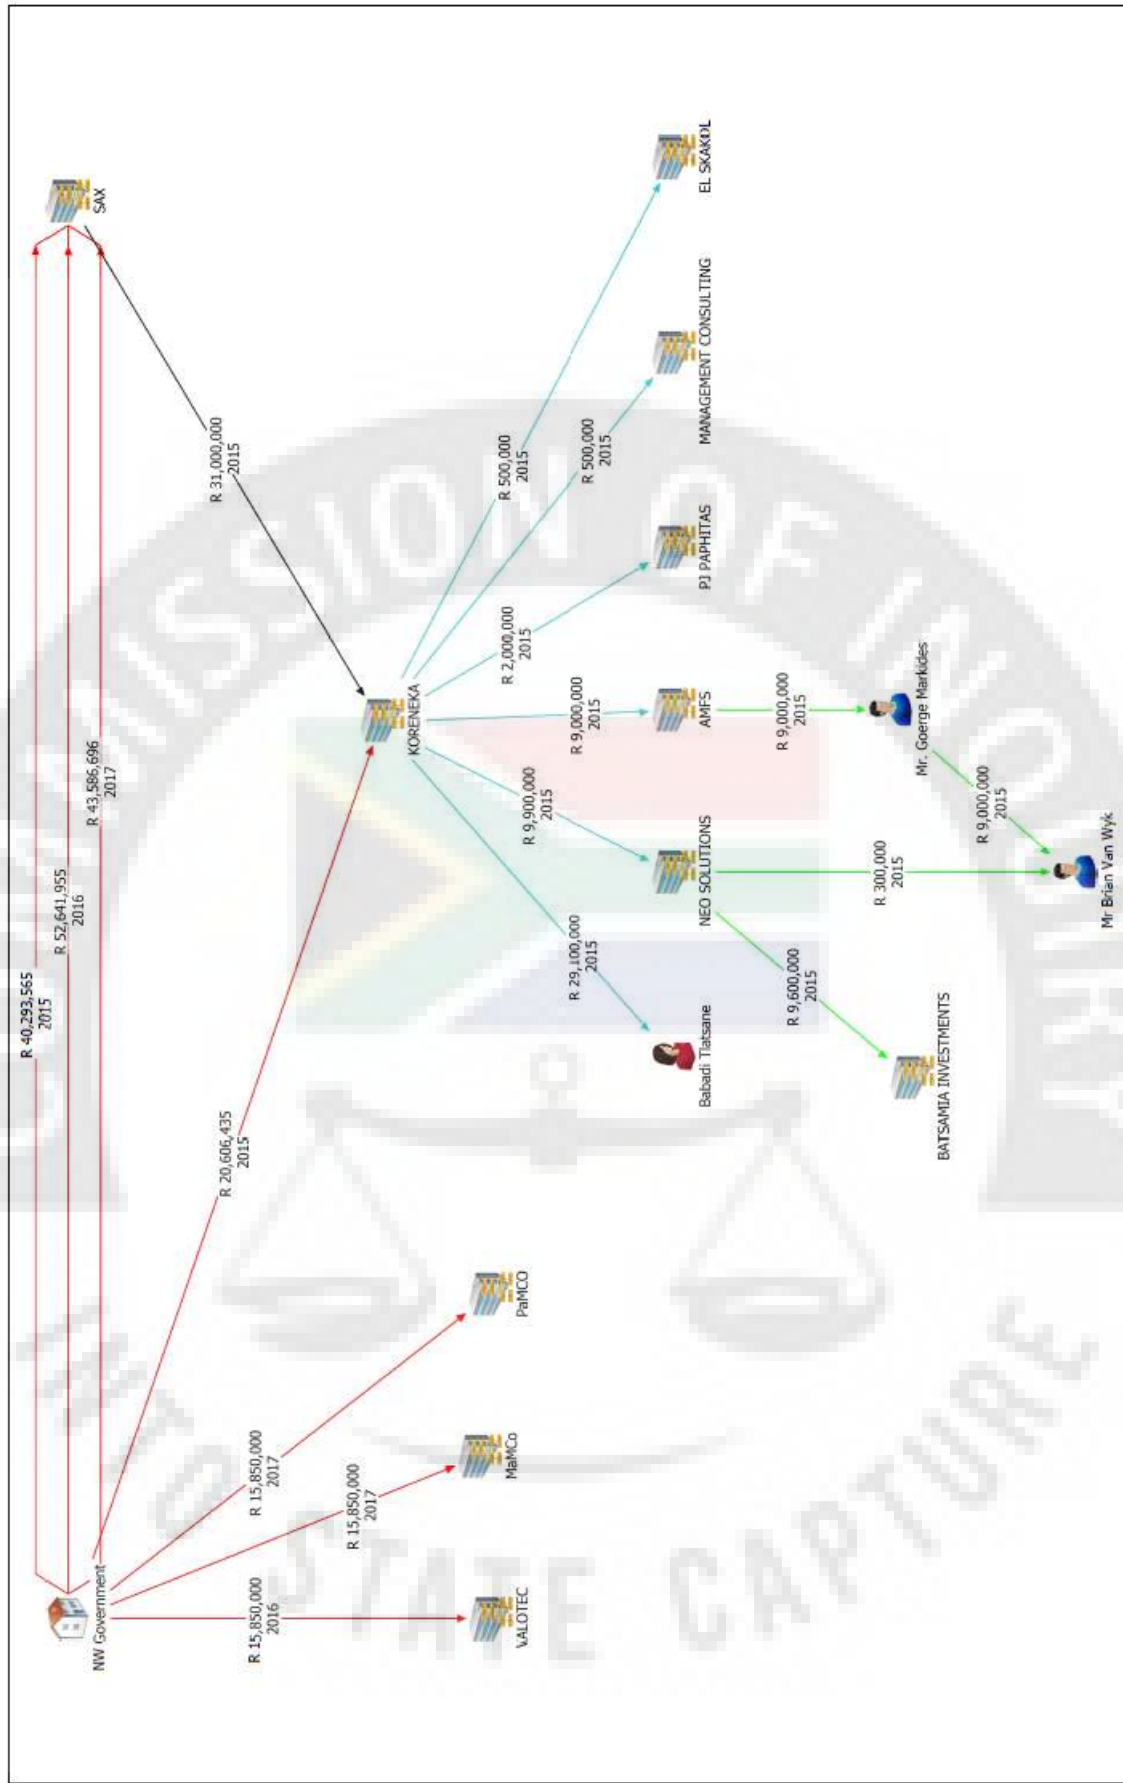 R 40,293,565
2015
R 52,641,955
2016
R 43,586,696
2017
NW Government
SAX
R 31,000,000
2015
R 20,606,435
2015
KORENEKA
R 15,850,000
2016
R 15,850,000
2017
R 15,850,000
2017
VALOTEC
MaMCo
PaMCO
R 29,100,000
2015
R 9,900,000
2015
R 9,000,000
2015
R 2,000,000
2015
R 500,000
2015
R 500,000
2015
Babadi Tlatsane
NEO SOLUTIONS
AMFS
PJ PAPHITAS
MANAGEMENT CONSULTING
EL SKAKOL
R 9,600,000
2015
R 300,000
2015
R 9,000,000
2015
BATSAMIA INVESTMENTS
Mr. Goerge Markides
R 9,000,000
2015
Mr Brian Van Wyk
COMMISSION OF INQUIRY
INTO STATE CAPTURE